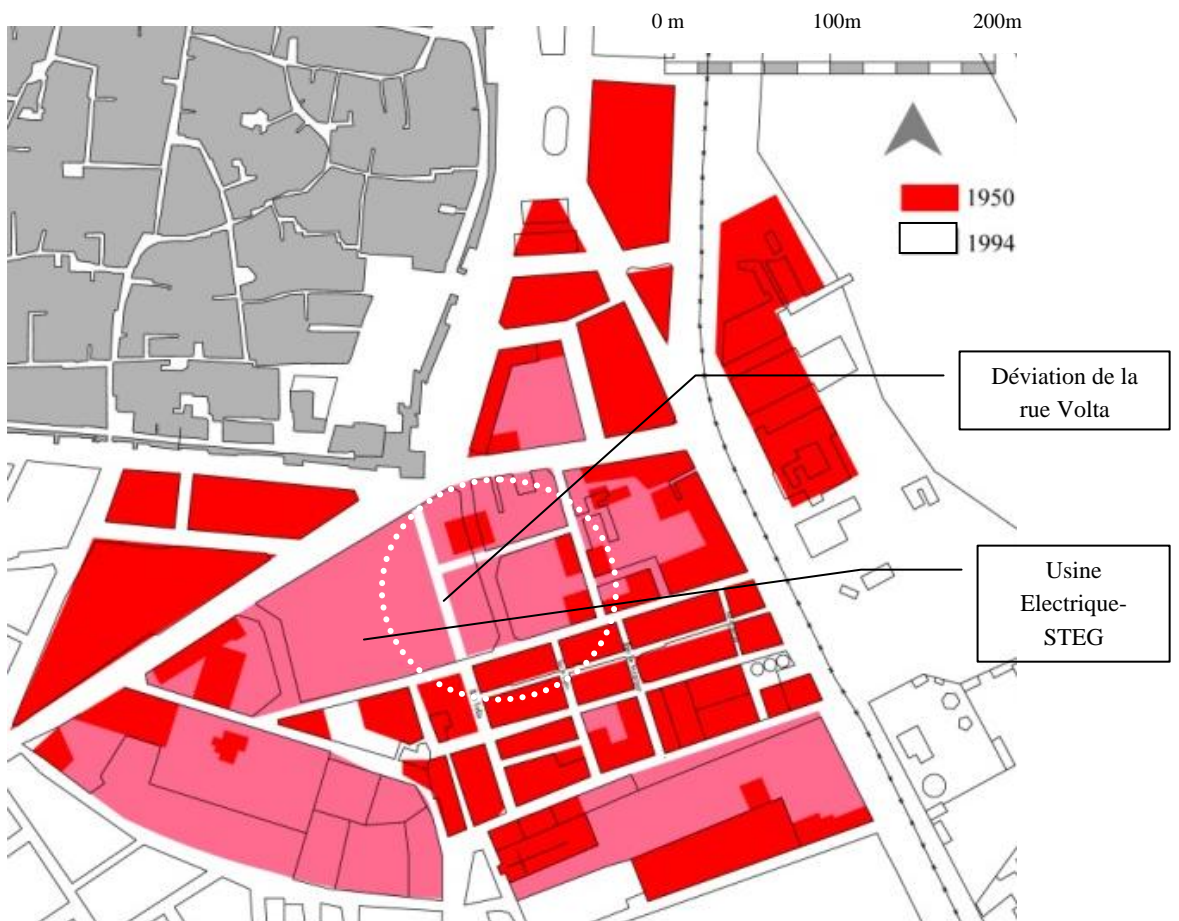 0 m 100m 200m
1950
1994
Déviation de la
rue Volta
Usine
Electrique-
STEG